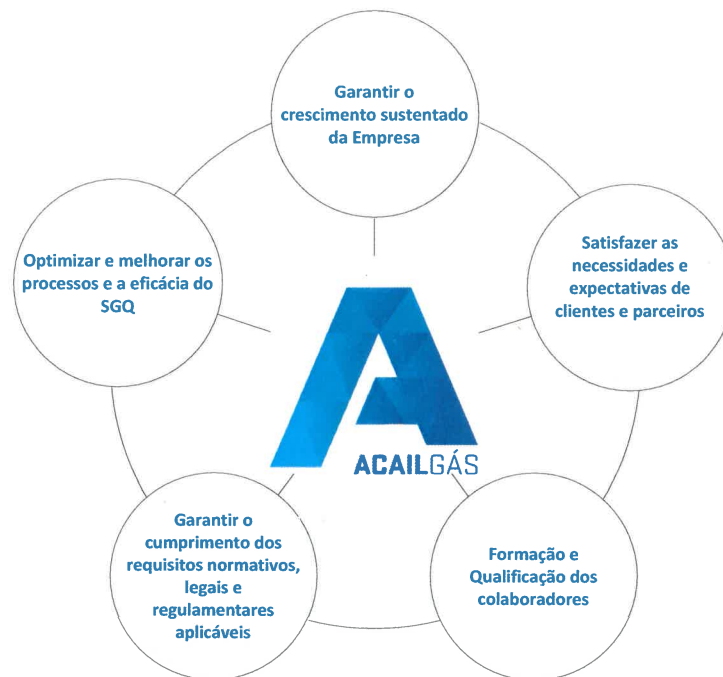 Garantir o
crescimento sustentado
da Empresa
Optimizar e melhorar os
processos e a eficácia do
SGQ
Satisfazer as
necessidades e
expectativas de
clientes e parceiros
ACAILGÁS
Garantir o
cumprimento dos
requisitos normativos,
legais e
regulamentares
aplicáveis
Formação e
Qualificação dos
colaboradores